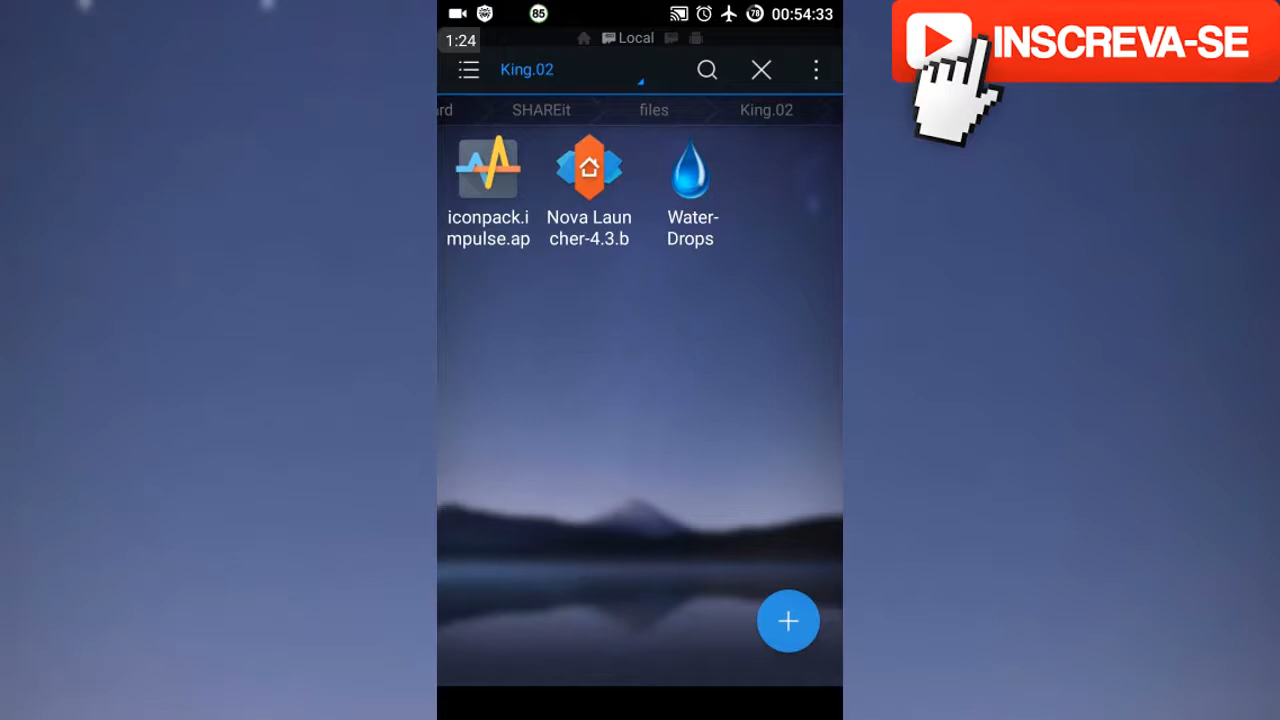 85
78
00:54:33
1:24
Local
King.02
rd
SHAREit
files
King.02
iconpack.i
mpulse.ap
Nova Laun
cher-4.3.b
Water-
Drops
INSCREVA-SE